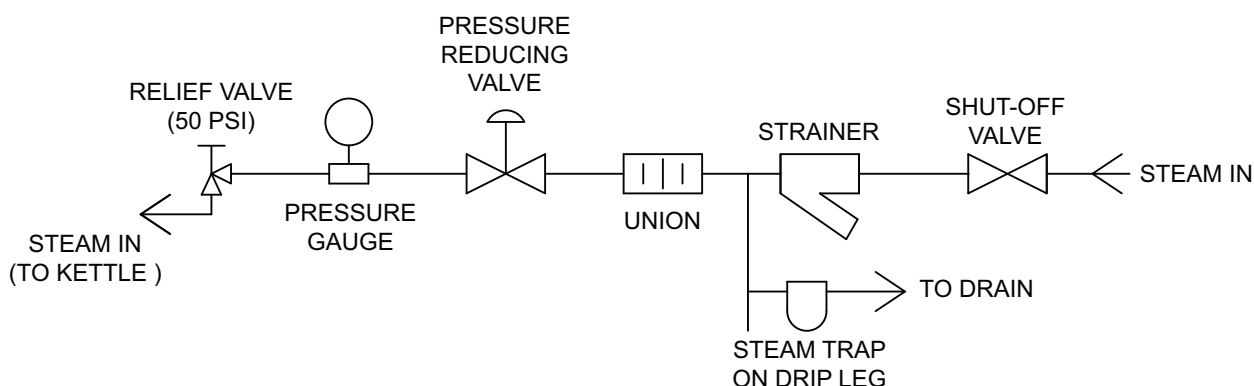 PRESSURE
REDUCING
VALVE
RELIEF VALVE
(50 PSI)
PRESSURE
GAUGE
STEAM IN
(TO KETTLE )
UNION
STRAINER
SHUT-OFF
VALVE
STEAM IN
TO DRAIN
STEAM TRAP
ON DRIP LEG